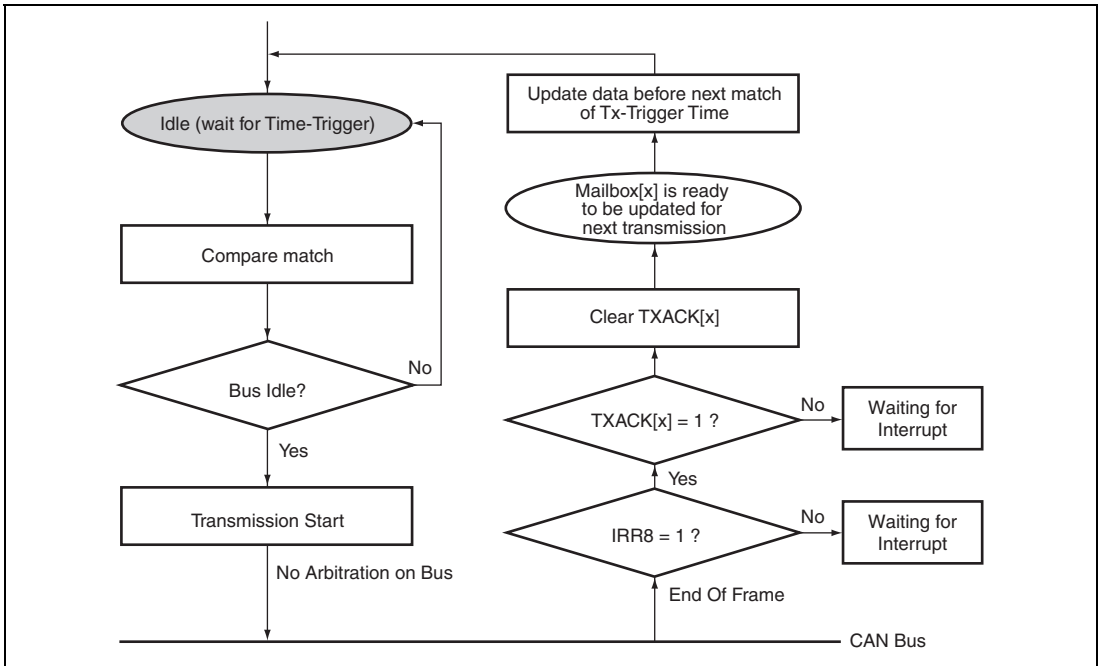 Idle (wait for Time-Trigger)
Compare match
Bus Idle?
No
Yes
Transmission Start
No Arbitration on Bus
Update data before next match
of Tx-Trigger Time
Mailbox[x] is ready
to be updated for
next transmission
Clear TXACK[x]
TXACK[x] = 1 ?
No
Waiting for
Interrupt
Yes
IRR8 = 1 ?
No
Waiting for
Interrupt
End Of Frame
CAN Bus